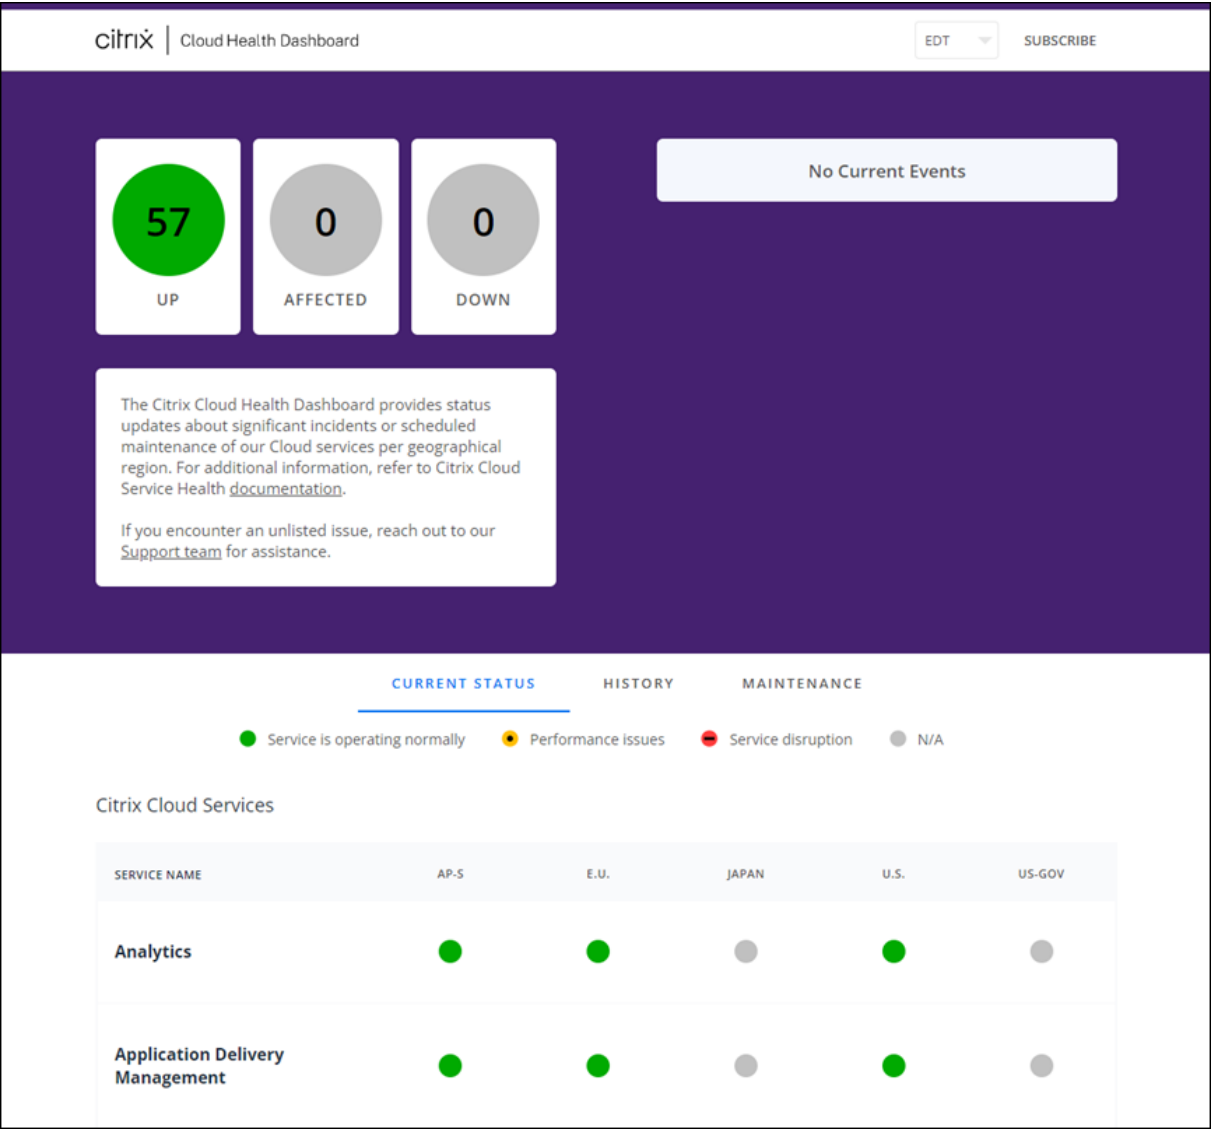 citrix | Cloud Health Dashboard
EDT
SUBSCRIBE
57
UP
0
AFFECTED
0
DOWN
No Current Events
The Citrix Cloud Health Dashboard provides status
updates about significant incidents or scheduled
maintenance of our Cloud services per geographical
region. For additional information, refer to Citrix Cloud
Service Health documentation.
If you encounter an unlisted issue, reach out to our
Support team for assistance.
CURRENT STATUS
HISTORY
MAINTENANCE
Service is operating normally
Performance issues
Service disruption
N/A
Citrix Cloud Services
SERVICE NAME
AP-S
E.U.
JAPAN
U.S.
US-GOV
Analytics
Application Delivery
Management